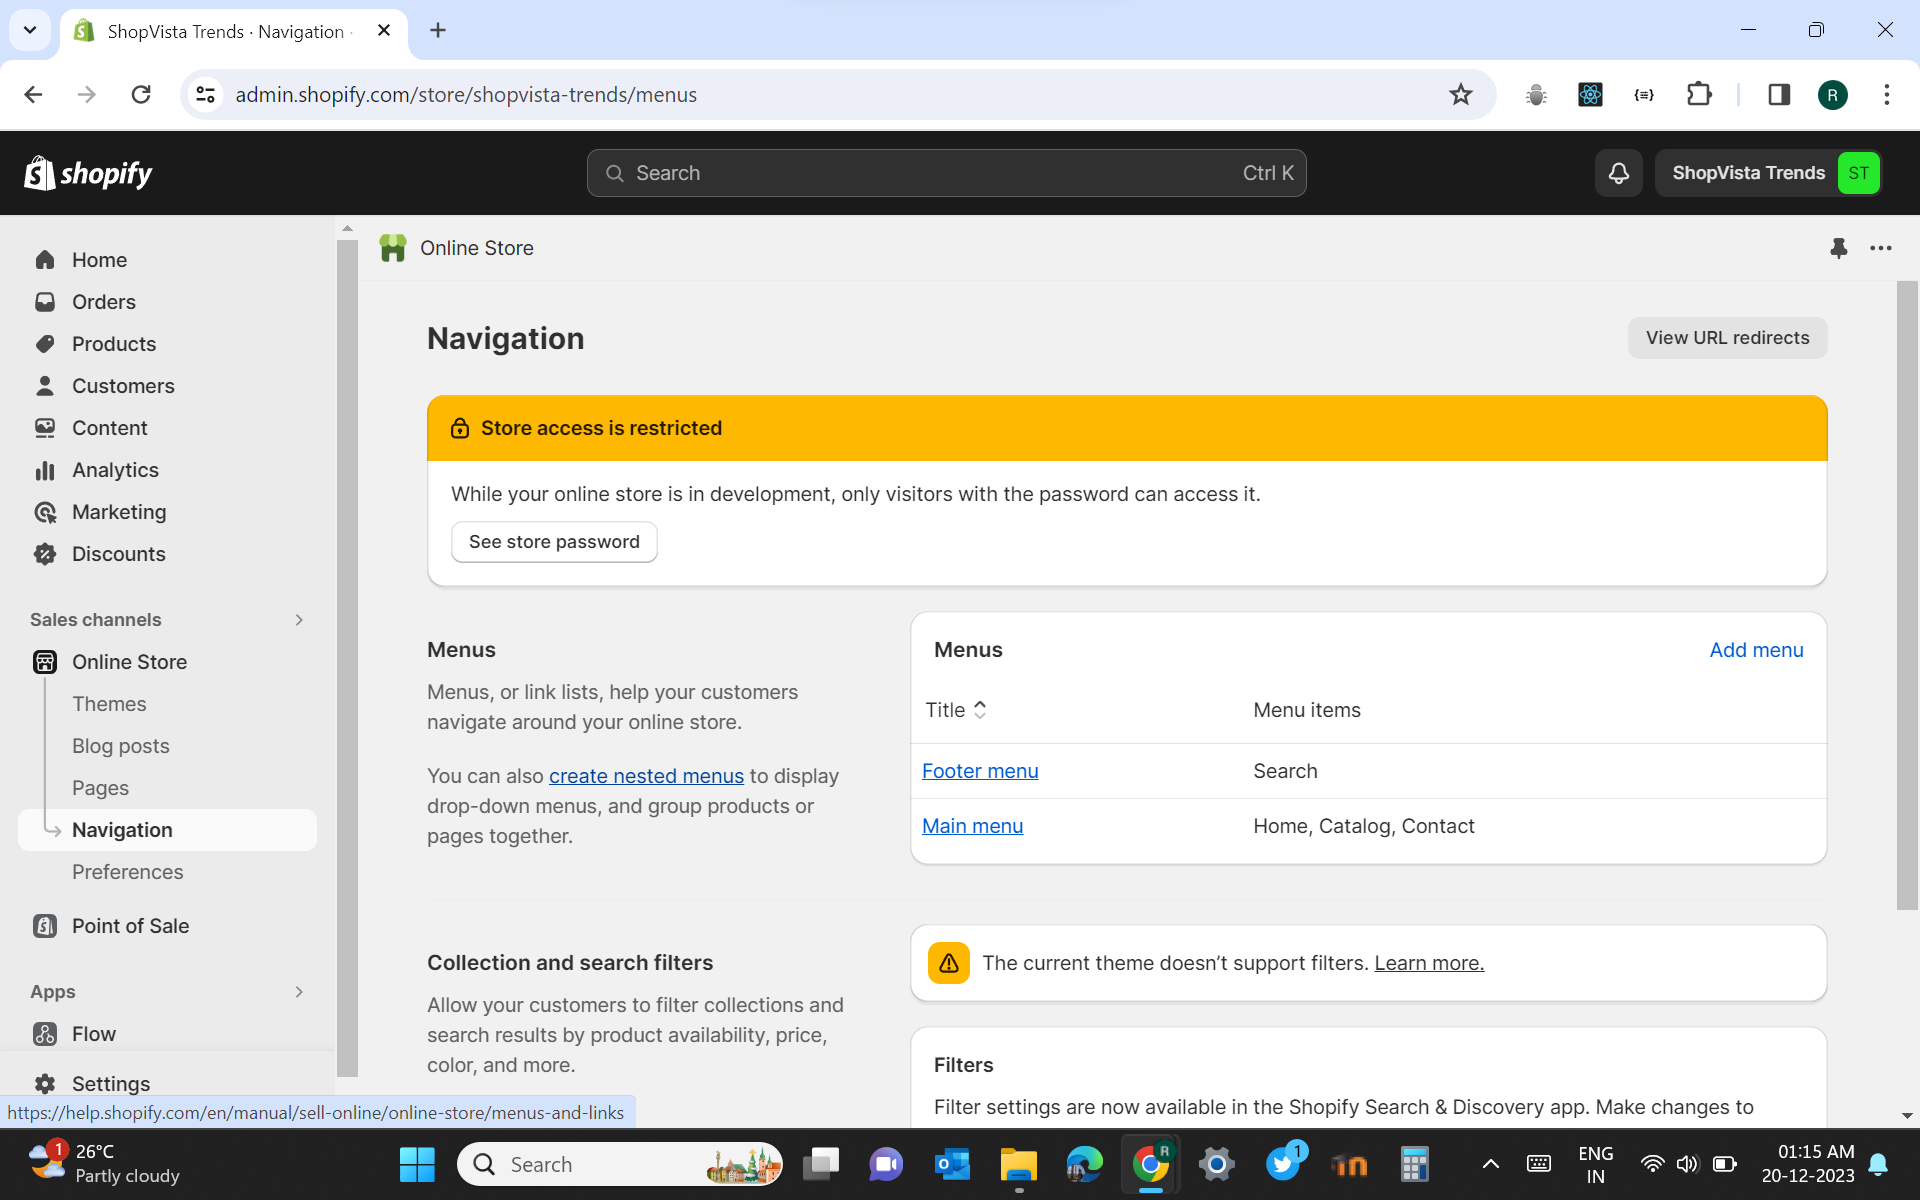 ShopVista Trends · Navigation ·
admin.shopify.com/store/shopvista-trends/menus
R
shopify
Search
Ctrl K
ShopVista Trends
ST
Home
Orders
Products
Customers
Content
Analytics
Marketing
Discounts
Sales channels
Online Store
Themes
Blog posts
Pages
Navigation
Preferences
Point of Sale
Apps
Flow
Settings
https://help.shopify.com/en/manual/sell-online/online-store/menus-and-links
Online Store
Navigation
View URL redirects
Store access is restricted
While your online store is in development, only visitors with the password can access it.
See store password
Menus
Menus, or link lists, help your customers
navigate around your online store.
You can also create nested menus to display
drop-down menus, and group products or
pages together.
Menus
Add menu
Title
Menu items
Footer menu
Search
Main menu
Home, Catalog, Contact
Collection and search filters
Allow your customers to filter collections and
search results by product availability, price,
color, and more.
The current theme doesn’t support filters. Learn more.
Filters
Filter settings are now available in the Shopify Search & Discovery app. Make changes to
1
26°C
Partly cloudy
Search
R
1
ENG
IN
01:15 AM
20-12-2023